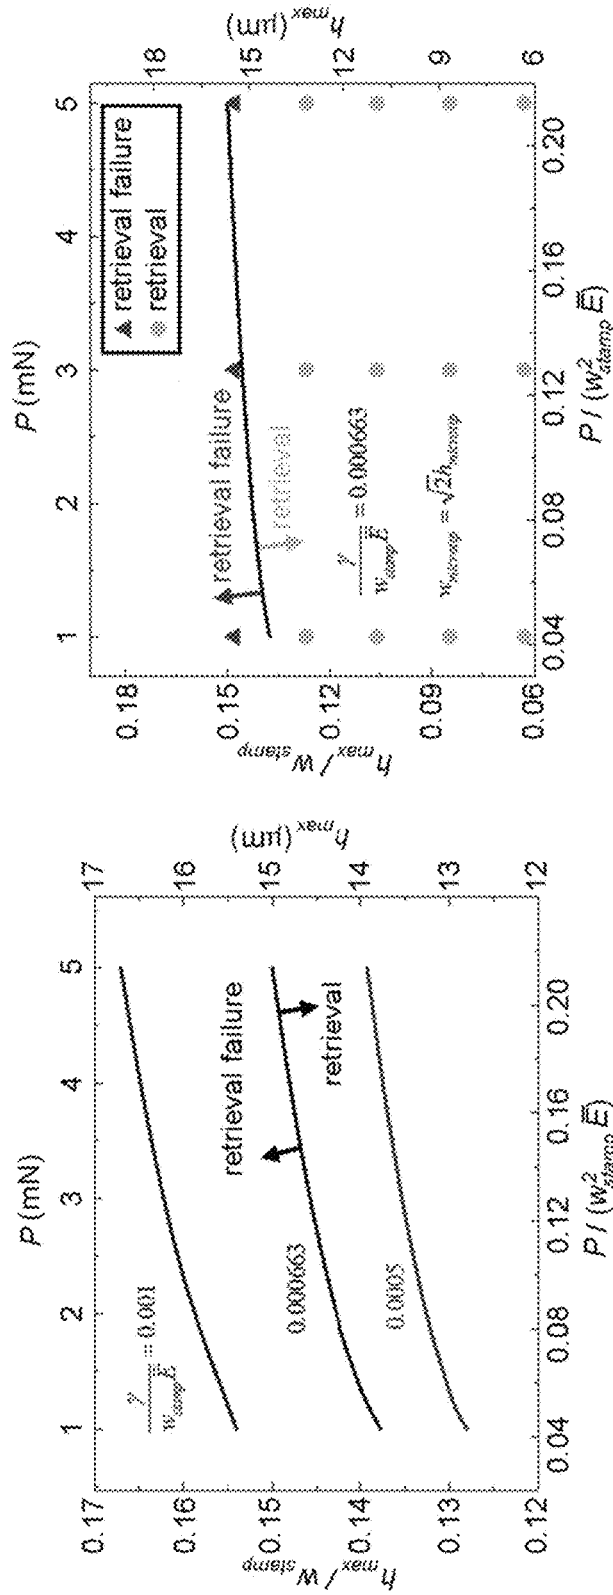 P (mN)
1 2 3 4 5
0.17
0.16
0.15
0.14
0.13
0.12
h_max / w_stamp
17
16
15
14
13
12
h_max (μm)
γ / w_stamp E̿ = 0.001
0.000663
0.0005
retrieval failure
retrieval
0.04 0.08 0.12 0.16 0.20
P / (w²_stamp E̿)
P (mN)
1 2 3 4 5
0.18
0.15
0.12
0.09
0.06
h_max / w_stamp
18
15
12
9
6
h_max (μm)
▲ retrieval failure
● retrieval
retrieval failure
retrieval
γ / w_stamp E̿ = 0.000663
w_microtip = √2h_microtip
0.04 0.08 0.12 0.16 0.20
P / (w²_stamp E̿)